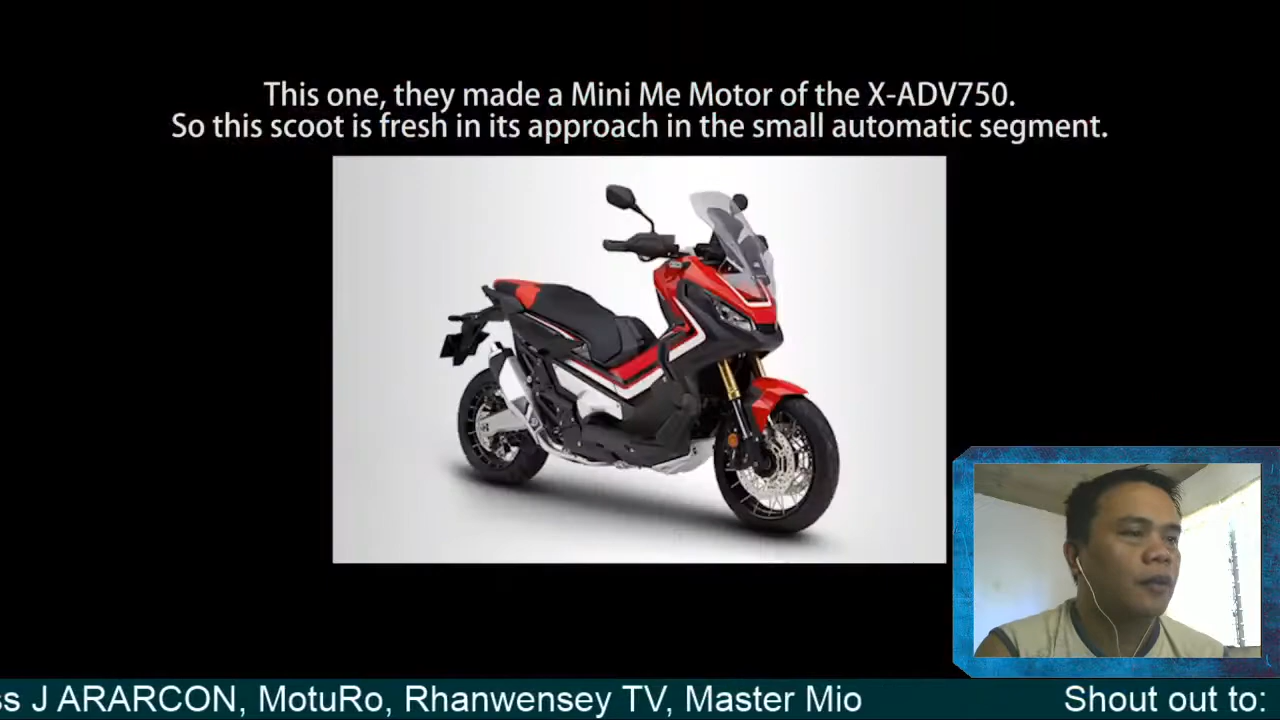 This one, they made a Mini Me Motor of the X-ADV750.
So this scoot is fresh in its approach in the small automatic segment.
ss J ARARCON, MotuRo, Rhanwensey TV, Master Mio
Shout out to: